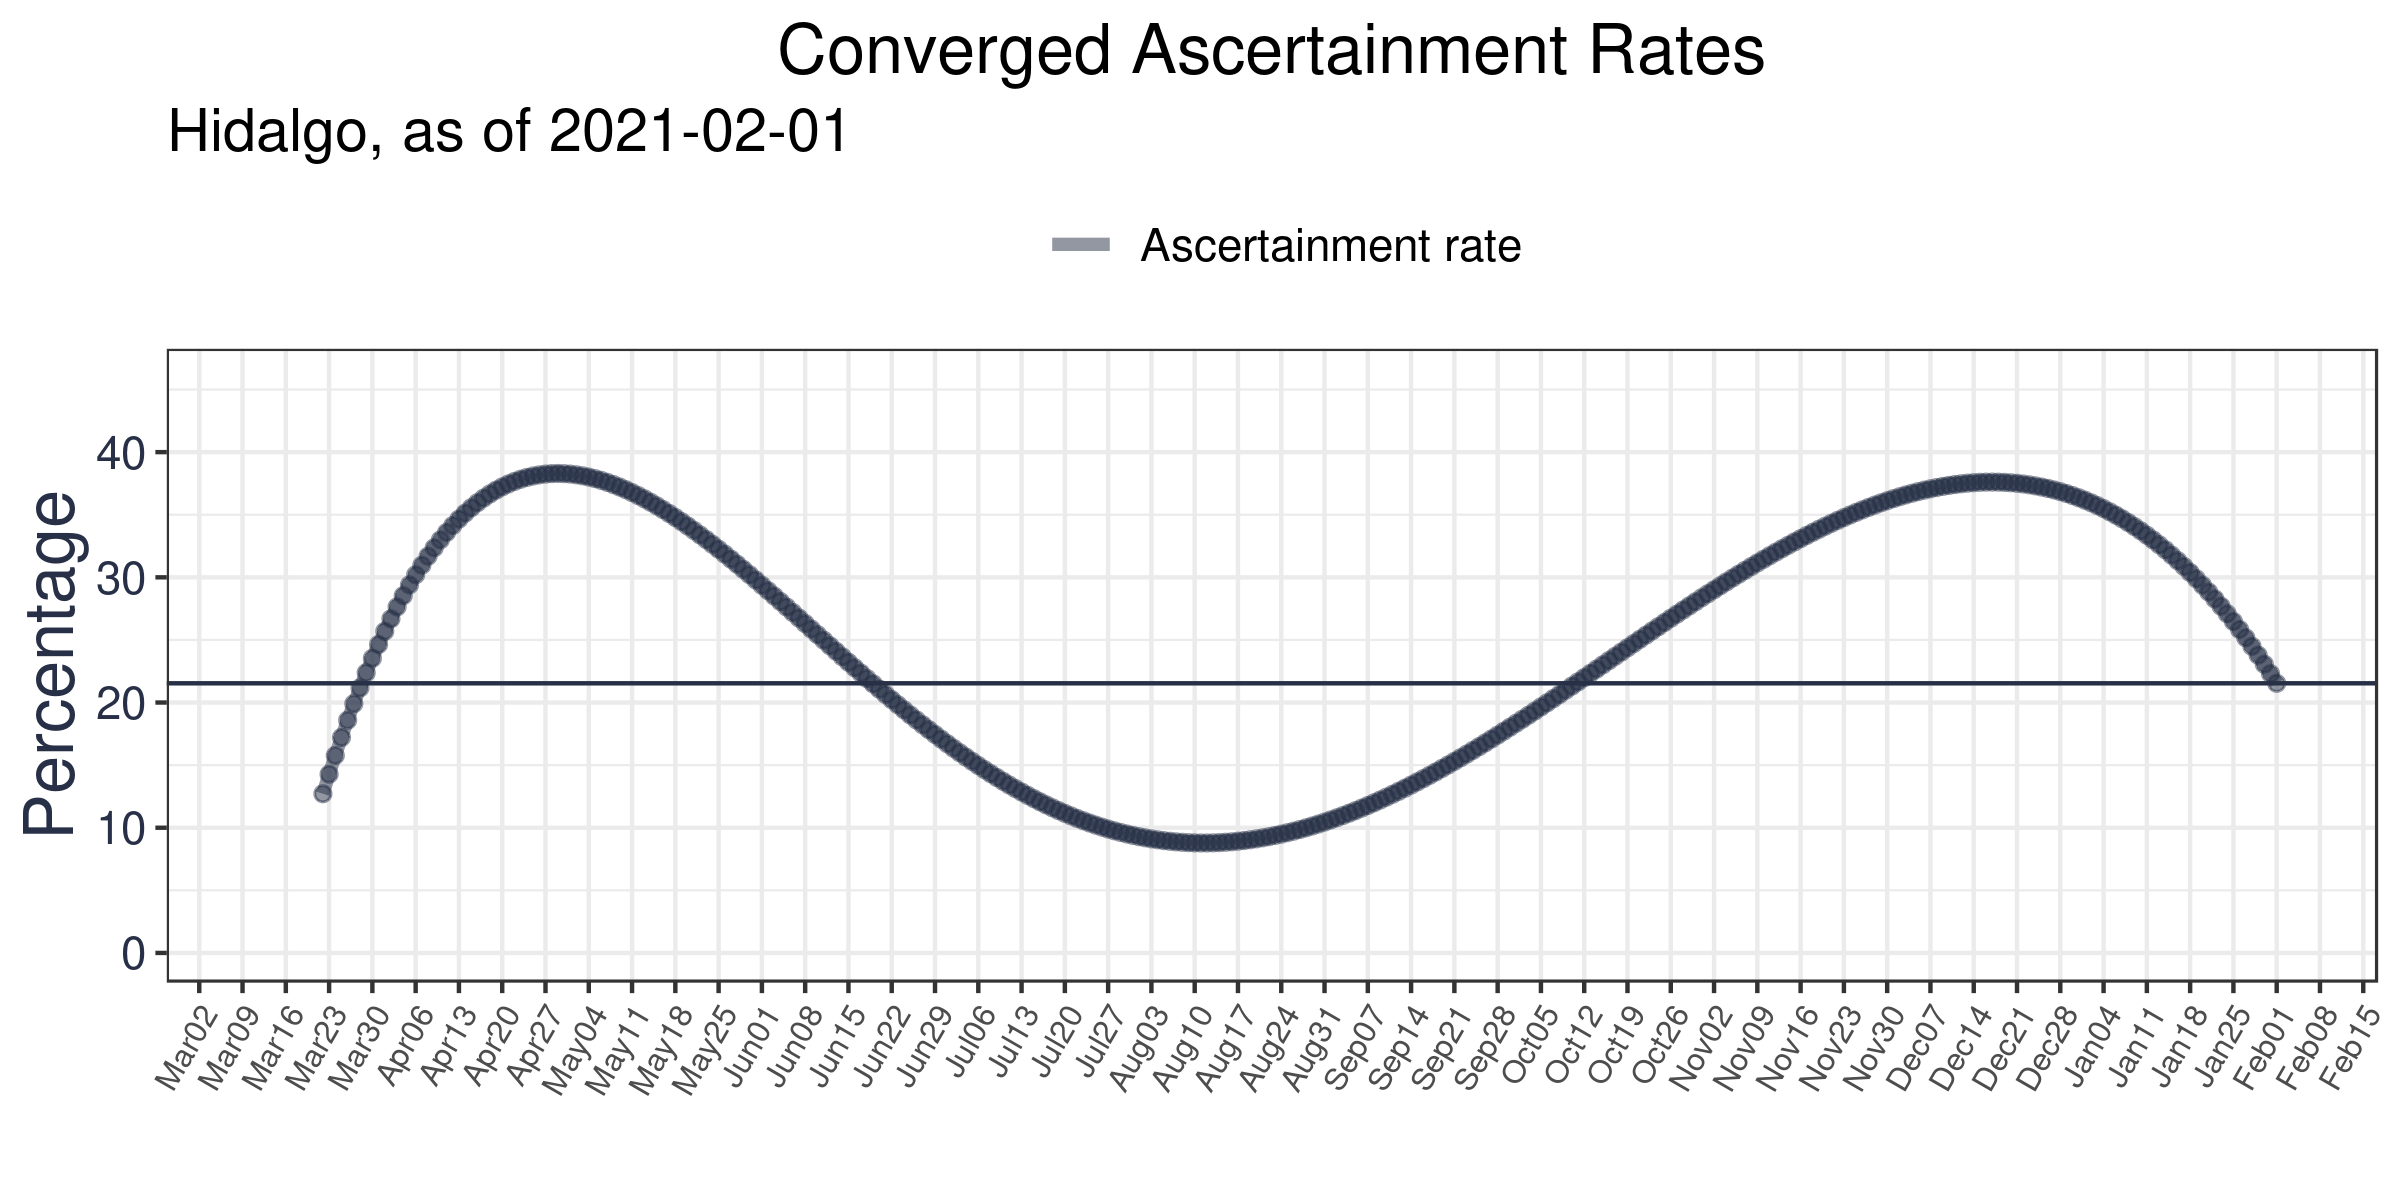 Converged Ascertainment Rates
Hidalgo, as of 2021-02-01
Ascertainment rate
Percentage
40
30
20
10
0
Mar02 Mar09 Mar16 Mar23 Mar30 Apr06 Apr13 Apr20 Apr27 May04 May11 May18 May25 Jun01 Jun08 Jun15 Jun22 Jun29 Jul06 Jul13 Jul20 Jul27 Aug03 Aug10 Aug17 Aug24 Aug31 Sep07 Sep14 Sep21 Sep28 Oct05 Oct12 Oct19 Oct26 Nov02 Nov09 Nov16 Nov23 Nov30 Dec07 Dec14 Dec21 Dec28 Jan04 Jan11 Jan18 Jan25 Feb01 Feb08 Feb15